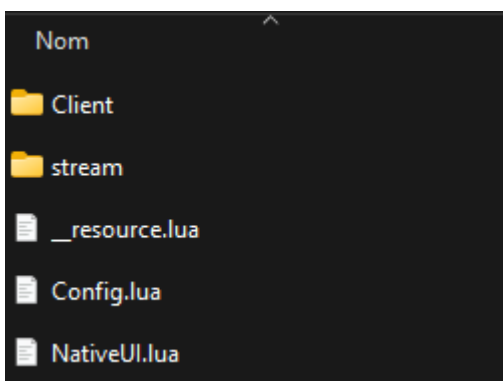 Nom
Client
stream
__resource.lua
Config.lua
NativeUI.lua